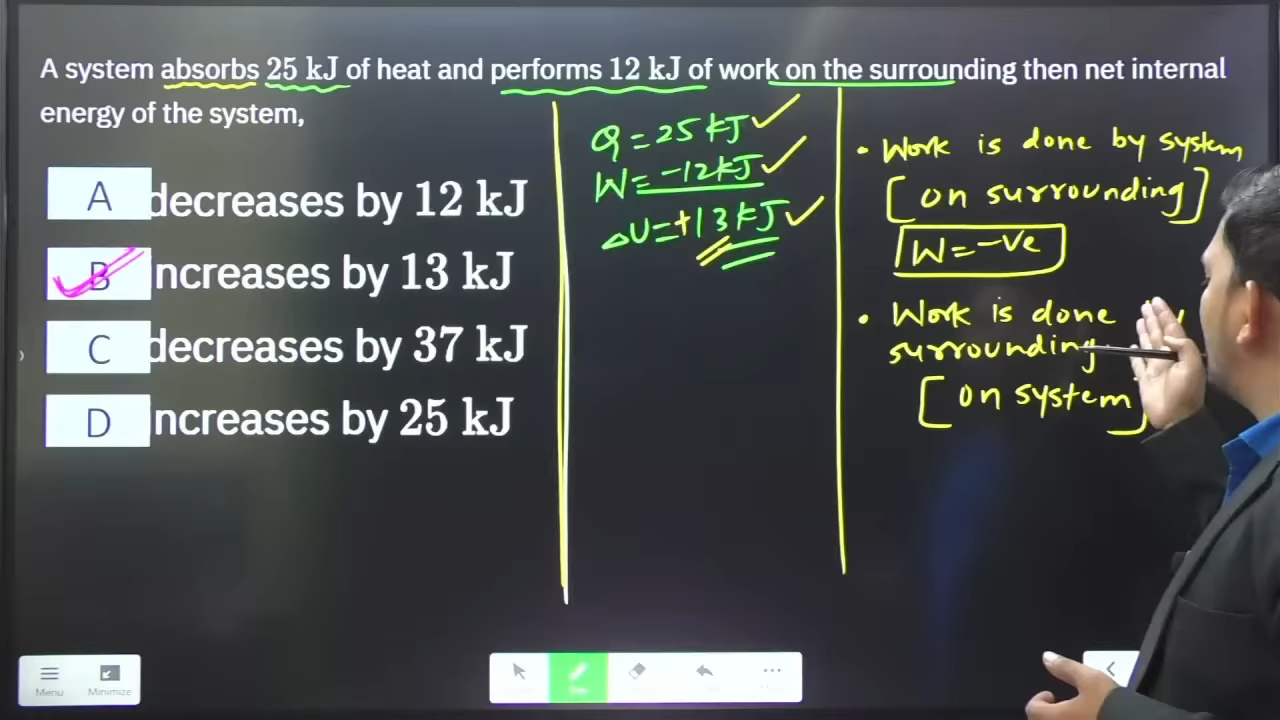 A system absorbs 25 kJ of heat and performs 12 kJ of work on the surrounding then net internal
energy of the system,
A decreases by 12 kJ
B increases by 13 kJ
C decreases by 37 kJ
D increases by 25 kJ
Q = 25 kJ
W = -12 kJ
ΔU = +13 kJ
• Work is done by system
[on surrounding]
W = -ve
• Work is done
surrounding
[on system]
Menu
Minimize